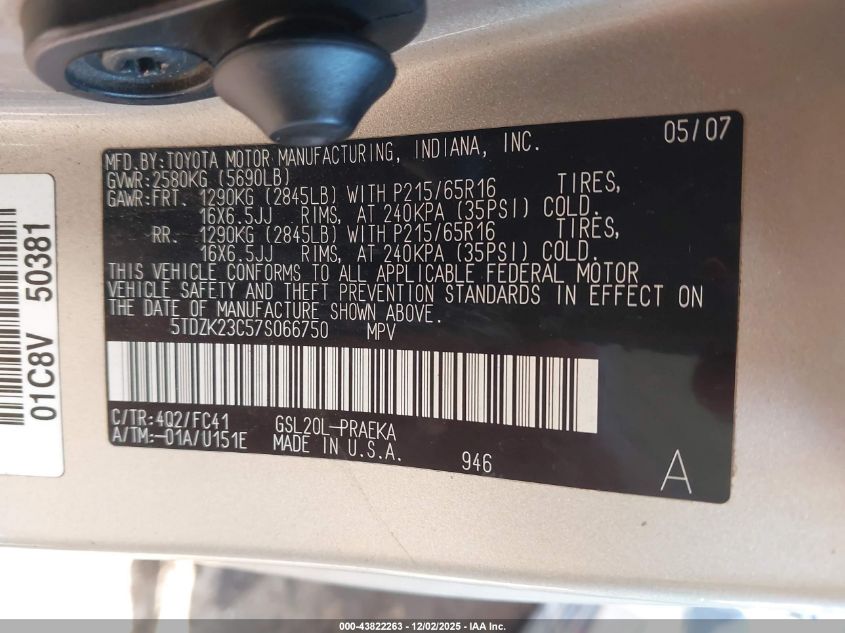 05/07
MFD.BY:TOYOTA MOTOR MANUFACTURING, INDIANA, INC.
GVWR:2580KG (5690LB)
GAWR:FRT. 1290KG (2845LB) WITH P215/65R16 TIRES,
16X6.5JJ RIMS, AT 240KPA (35PSI) COLD.
RR. 1290KG (2845LB) WITH P215/65R16 TIRES,
16X6.5JJ RIMS, AT 240KPA (35PSI) COLD.
THIS VEHICLE CONFORMS TO ALL APPLICABLE FEDERAL MOTOR
VEHICLE SAFETY AND THEFT PREVENTION STANDARDS IN EFFECT ON
THE DATE OF MANUFACTURE SHOWN ABOVE.
5TDZK23C57S066750 MPV
C/TR:4Q2/FC41 GSL20L-PRAEKA
A/TM:-01A/U151E MADE IN U.S.A. 946
A
01C8V 50381
000-43822263 - 12/02/2025 - IAA Inc.